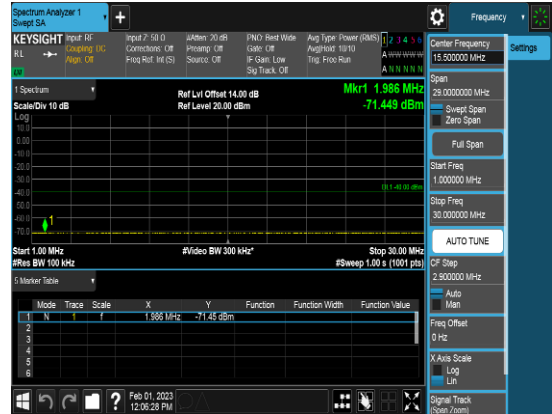 Spectrum Analyzer 1
Swept SA
Frequency
KEYSIGHT
RL
Input: RF
Coupling: DC
Align: Off
Input Z: 50 Ω
Corrections: Off
Freq Ref: Int (S)
#Atten: 20 dB
Preamp: Off
Source: Off
PNO: Best Wide
Gate: Off
IF Gain: Low
Sig Track: Off
Avg Type: Power (RMS)
Avg|Hold: 10/10
Trig: Free Run
1 2 3 4 5 6
A W W W W W
A N N N N N
1 Spectrum
Scale/Div 10 dB
Log
Ref Lvl Offset 14.00 dB
Ref Level 20.00 dBm
Mkr1 1.986 MHz
-71.449 dBm
10.0
0.00
-10.0
-20.0
-30.0
-40.0
-50.0
-60.0
-70.0
DL1 -40.00 dBm
1
Start 1.00 MHz
#Res BW 100 kHz
#Video BW 300 kHz*
Stop 30.00 MHz
#Sweep 1.00 s (1001 pts)
5 Marker Table
Mode Trace Scale X Y Function Function Width Function Value
1 N 1 f 1.986 MHz -71.45 dBm
2
3
4
5
6
Feb 01, 2023
12:06:28 PM
Center Frequency
15.500000 MHz
Settings
Span
29.0000000 MHz
Swept Span
Zero Span
Full Span
Start Freq
1.000000 MHz
Stop Freq
30.000000 MHz
AUTO TUNE
CF Step
2.900000 MHz
Auto
Man
Freq Offset
0 Hz
X Axis Scale
Log
Lin
Signal Track
(Span Zoom)